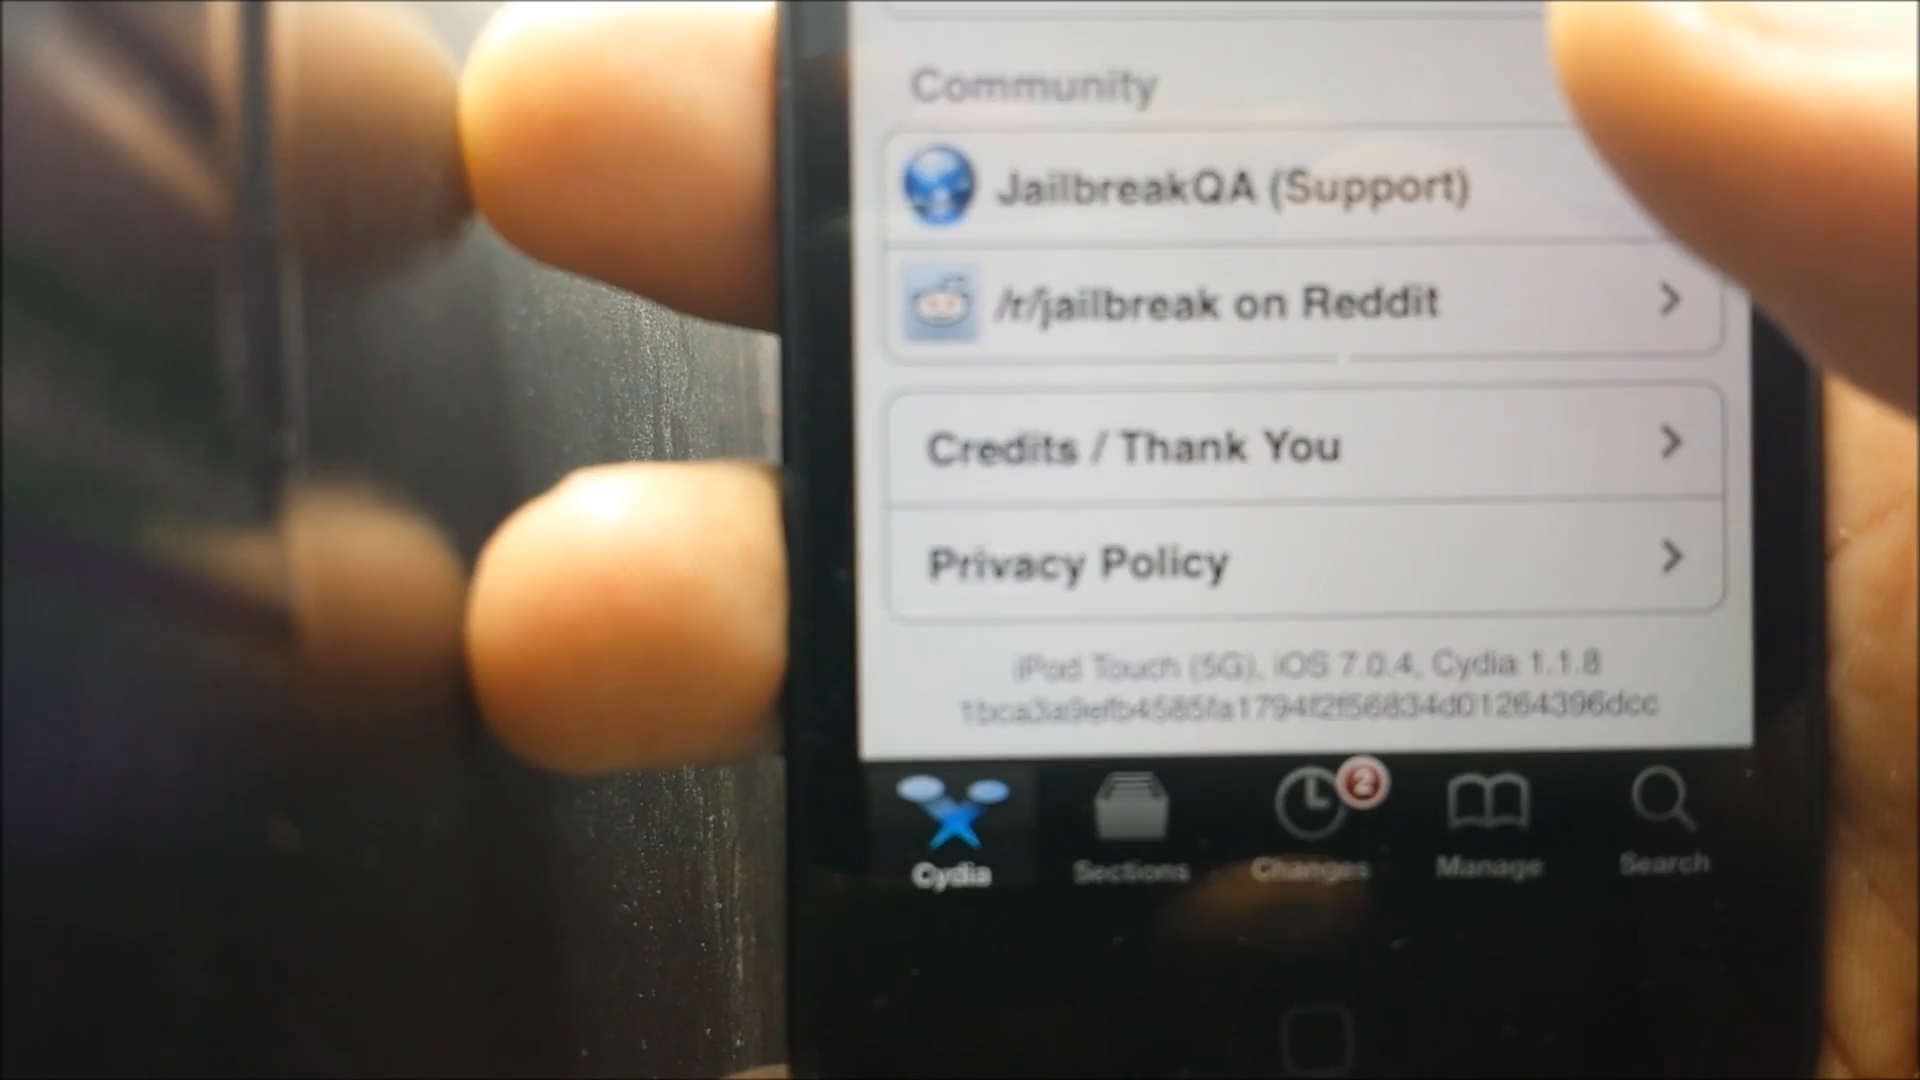 Community
JailbreakQA (Support)
/r/jailbreak on Reddit
Credits / Thank You
Privacy Policy
iPod Touch (5G), iOS 7.0.4, Cydia 1.1.8
1bca3a9efb4585fa1794f2f56834d01264396dcc
2
Cydia
Sections
Changes
Manage
Search